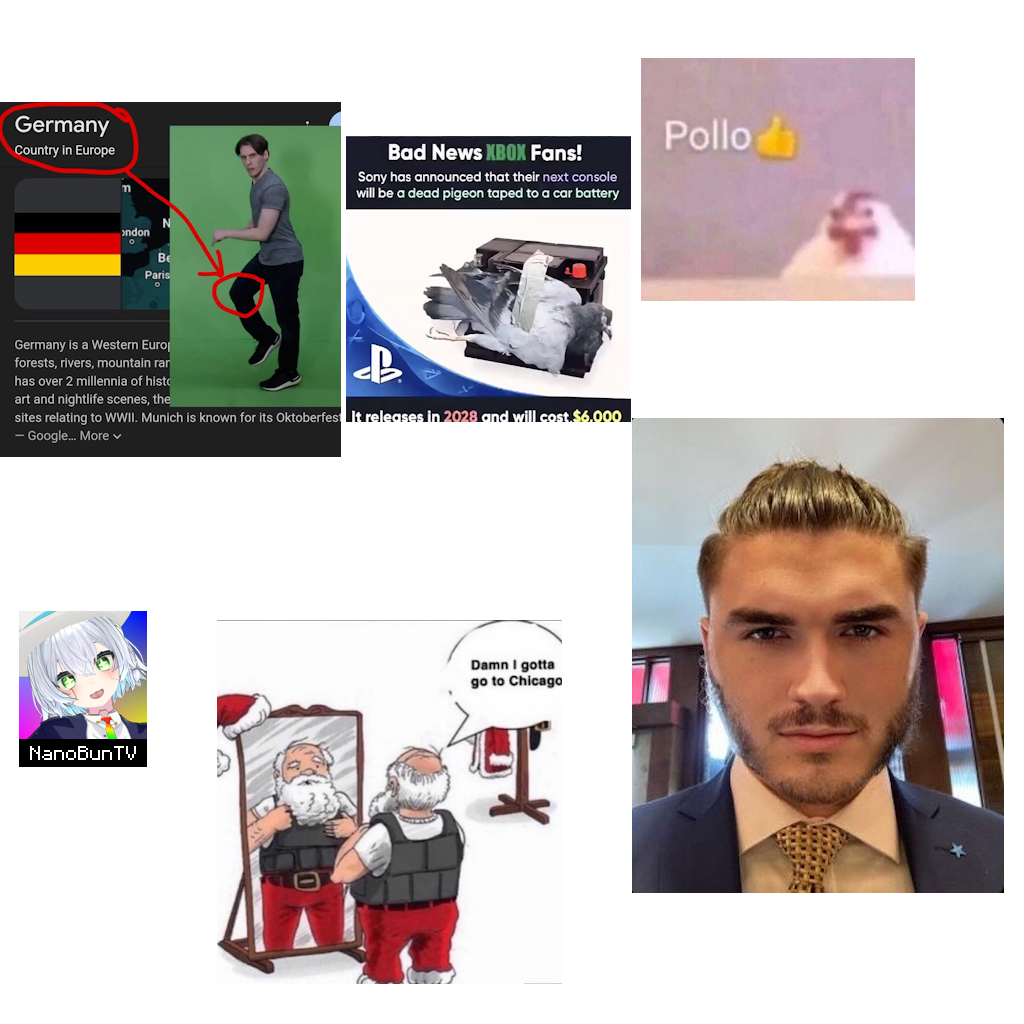 Germany
Country in Europe
m
N
ondon
Be
Paris
Germany is a Western Europ
forests, rivers, mountain ran
has over 2 millennia of histo
art and nightlife scenes, the
sites relating to WWII. Munich is known for its Oktoberfest
— Google... More
Bad News XBOX Fans!
Sony has announced that their next console
will be a dead pigeon taped to a car battery
It releases in 2028 and will cost $6,000
Pollo👍
NanoBunTV
Damn I gotta
go to Chicago